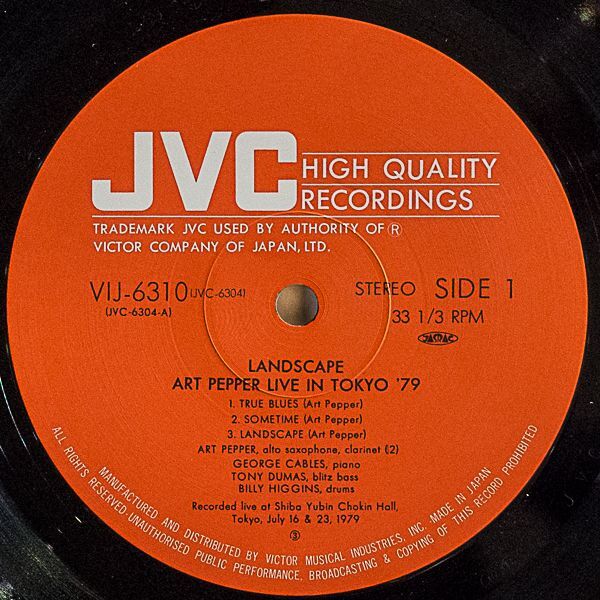 JVC HIGH QUALITY
RECORDINGS
TRADEMARK JVC USED BY AUTHORITY OF Ⓡ
VICTOR COMPANY OF JAPAN, LTD.
VIJ-6310 (JVC-6304) STEREO SIDE 1
(JVC-6304-A) 33 1/3 RPM
JASRAC
LANDSCAPE
ART PEPPER LIVE IN TOKYO '79
1. TRUE BLUES (Art Pepper)
2. SOMETIME (Art Pepper)
3. LANDSCAPE (Art Pepper)
ART PEPPER, alto saxophone, clarinet (2)
GEORGE CABLES, piano
TONY DUMAS, blitz bass
BILLY HIGGINS, drums
Recorded live at Shiba Yubin Chokin Hall,
Tokyo, July 16 & 23, 1979
③
MANUFACTURED AND DISTRIBUTED BY VICTOR MUSICAL INDUSTRIES, INC. MADE IN JAPAN
ALL RIGHTS RESERVED-UNAUTHORISED PUBLIC PERFORMANCE, BROADCASTING & COPYING OF THIS RECORD PROHIBITED